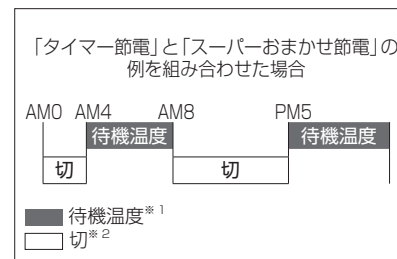 「タイマー節電」と「スーパーおまかせ節電」の
例を組み合わせた場合
AM0 AM4 AM8 PM5
待機温度 待機温度
切 切
待機温度※1
切※2